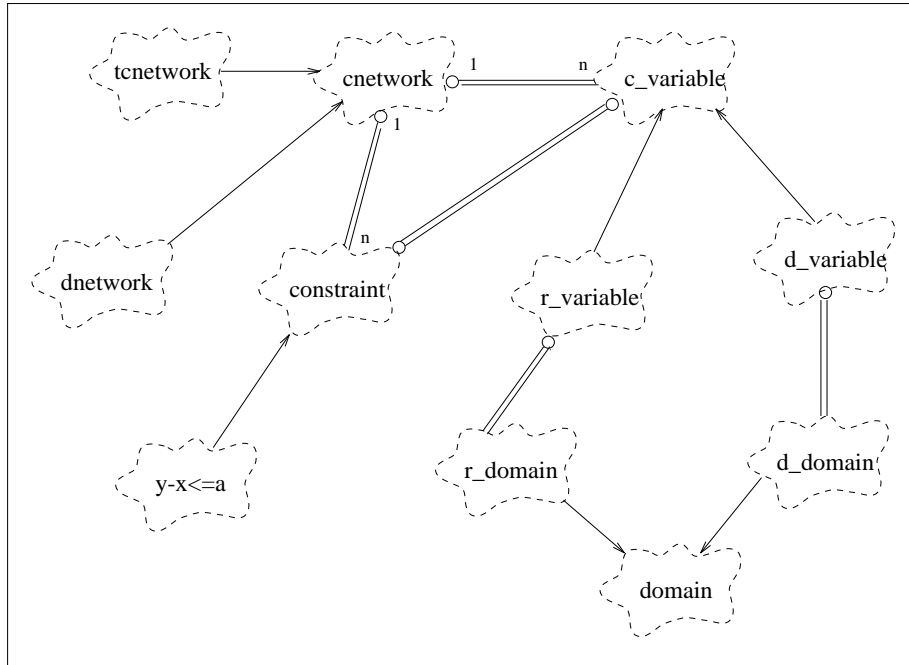 tcnetwork
cnetwork
1
n
c_variable
1
n
dnetwork
constraint
r_variable
d_variable
y-x<=a
r_domain
d_domain
domain